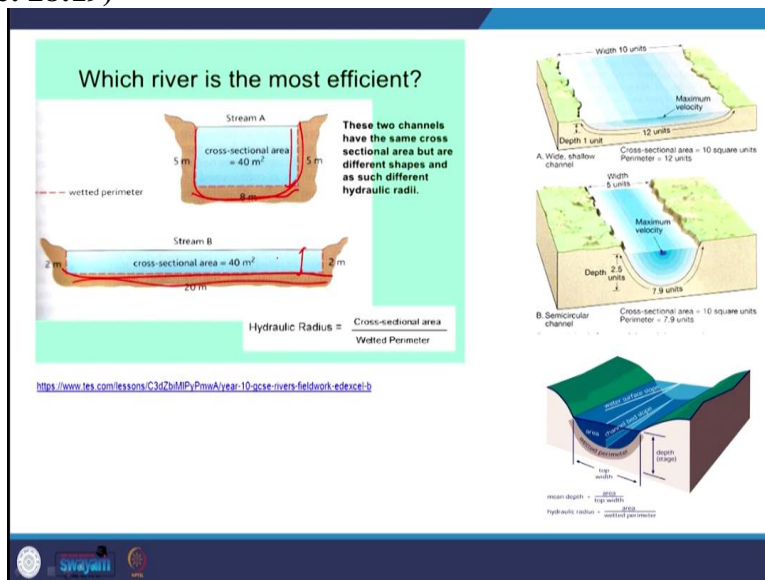 Which river is the most efficient?
Stream A
cross-sectional area
= 40 m²
5 m
5 m
8 m
wetted perimeter
These two channels
have the same cross
sectional area but are
different shapes and
as such different
hydraulic radii.
Stream B
2 m
cross-sectional area = 40 m²
2 m
20 m
Hydraulic Radius =
Cross-sectional area
Wetted Perimeter
https://www.tes.com/lessons/C3dZbiMIPyPmwA/year-10-gcse-rivers-fieldwork-edexcel-b
Width 10 units
Maximum
velocity
12 units
Depth 1 unit
A. Wide, shallow
channel
Cross-sectional area = 10 square units
Perimeter = 12 units
Width
5 units
Maximum
velocity
Depth 2.5
units
7.9 units
B. Semicircular
channel
Cross-sectional area = 10 square units
Perimeter = 7.9 units
water surface slope
channel bed slope
area
wetted perimeter
depth
(stage)
top
width
mean depth = area
top width
hydraulic radius = area
wetted perimeter
swayam